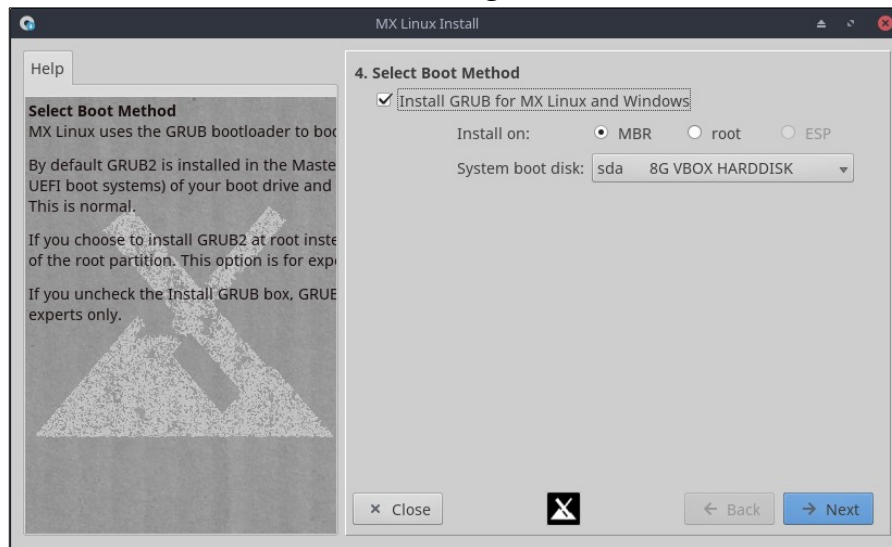 MX Linux Install
Help
Select Boot Method
MX Linux uses the GRUB bootloader to boo
By default GRUB2 is installed in the Maste
UEFI boot systems) of your boot drive and
This is normal.
If you choose to install GRUB2 at root inste
of the root partition. This option is for expe
If you uncheck the Install GRUB box, GRUB
experts only.
4. Select Boot Method
Install GRUB for MX Linux and Windows
Install on: MBR root ESP
System boot disk: sda 8G VBOX HARDDISK
Close
Back
Next